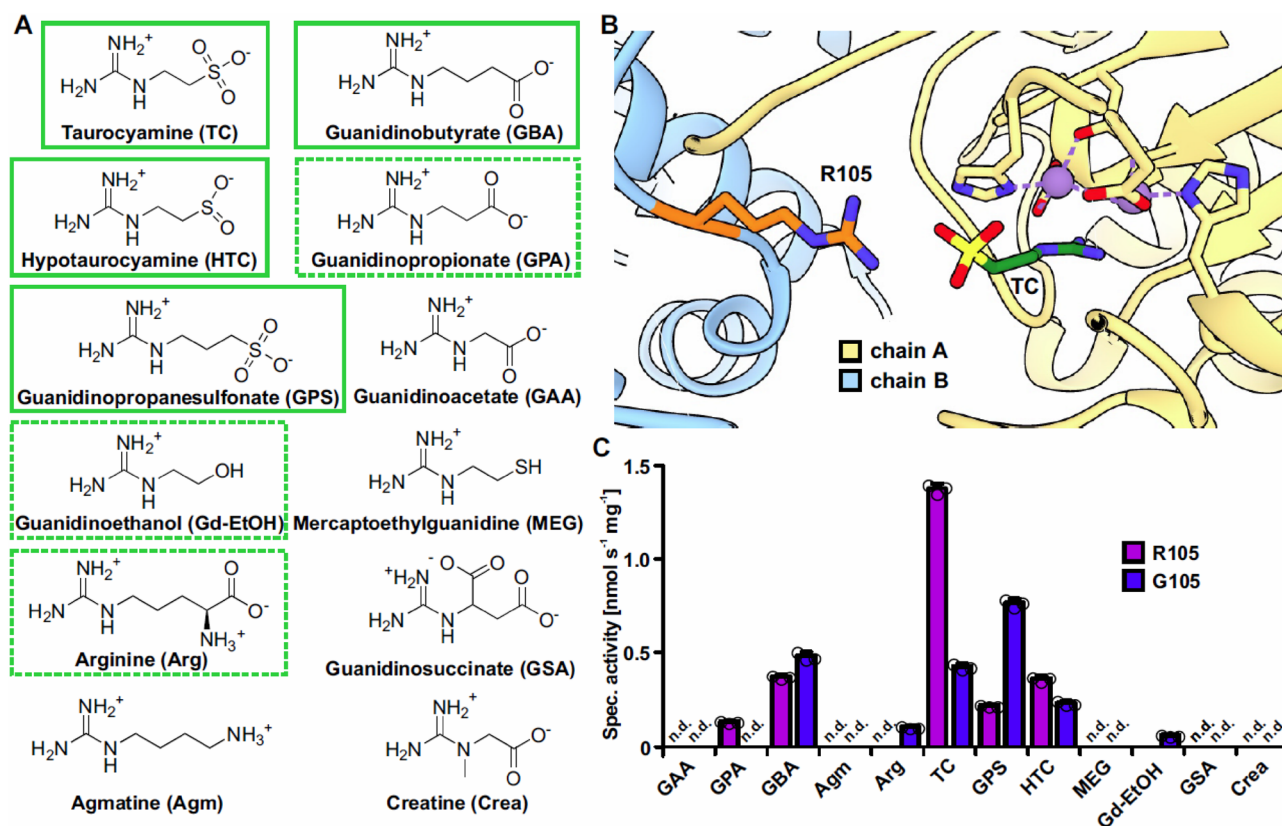 A
NH₂⁺
H₂N
N
H
S
O
O
O⁻
Taurocyamine (TC)
NH₂⁺
H₂N
N
H
O⁻
O
Guanidinobutyrate (GBA)
NH₂⁺
H₂N
N
H
S
O⁻
O
Hypotaurocyamine (HTC)
NH₂⁺
H₂N
N
H
O
O⁻
Guanidinopropionate (GPA)
NH₂⁺
H₂N
N
H
O
S
O
O⁻
Guanidinopropanesulfonate (GPS)
NH₂⁺
H₂N
N
H
O⁻
O
Guanidinoacetate (GAA)
NH₂⁺
H₂N
N
H
OH
Guanidinoethanol (Gd-EtOH)
NH₂⁺
H₂N
N
H
SH
Mercaptoethylguanidine (MEG)
NH₂⁺
H₂N
N
H
O
O⁻
NH₃⁺
Arginine (Arg)
⁺H₂N
⁻O
O
O
H₂N
N
H
O⁻
Guanidinosuccinate (GSA)
NH₂⁺
H₂N
N
H
NH₃⁺
Agmatine (Agm)
NH₂⁺
H₂N
N
O⁻
O
Creatine (Crea)
B
R105
TC
chain A
chain B
C
Spec. activity [nmol s⁻¹ mg⁻¹]
1.5
1.0
0.5
0
R105
G105
n.d.
n.d.
n.d.
n.d.
n.d.
n.d.
n.d.
n.d.
n.d.
n.d.
n.d.
n.d.
n.d.
GAA
GPA
GBA
Agm
Arg
TC
GPS
HTC
MEG
Gd-EtOH
GSA
Crea